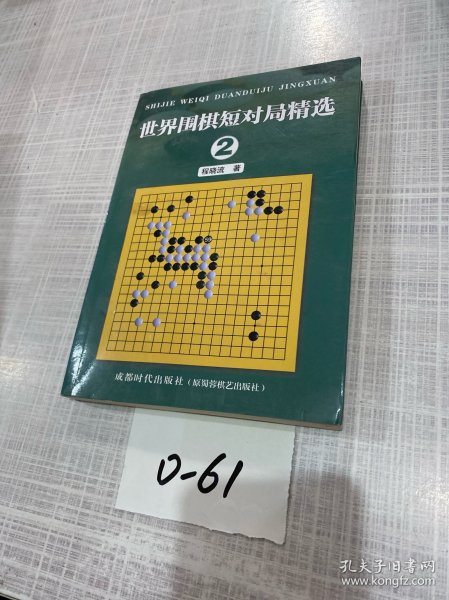 SHIJIE WEIQI DUANDUIJU JINGXUAN
世界围棋短对局精选
2
程晓流 著
成都时代出版社（原蜀蓉棋艺出版社）
0-61
孔夫子旧书网
www.kongfz.com